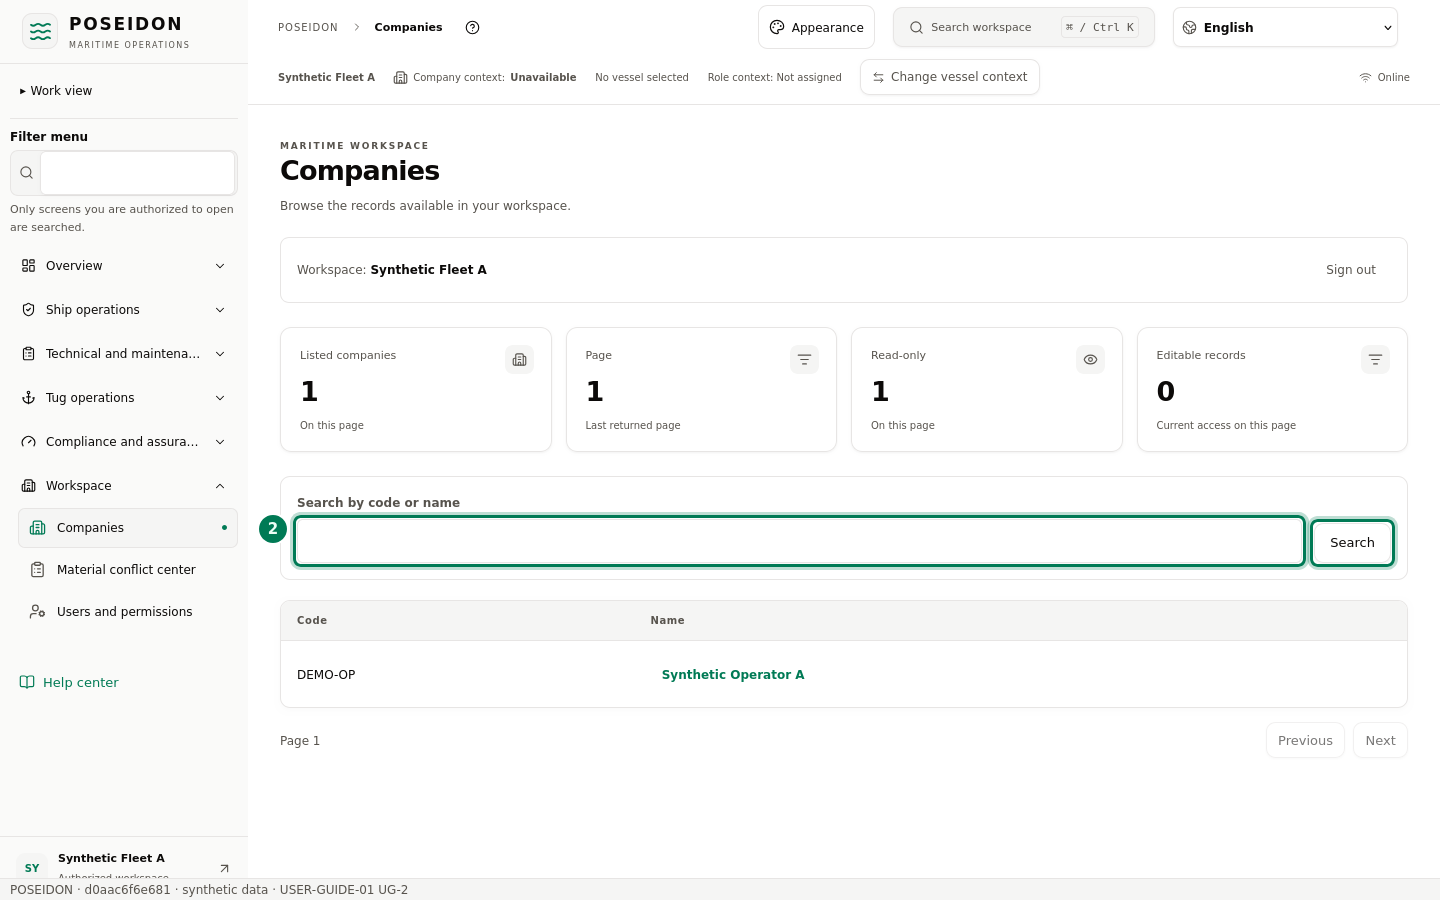 POSEIDON
MARITIME OPERATIONS
Work view
Filter menu
Only screens you are authorized to open
are searched.
Overview
Ship operations
Technical and maintena...
Tug operations
Compliance and assura...
Workspace
Companies
Material conflict center
Users and permissions
Help center
SY
Synthetic Fleet A
POSEIDON
Companies
Appearance
Search workspace
⌘ / Ctrl K
English
Synthetic Fleet A
Company context: Unavailable
No vessel selected
Role context: Not assigned
Change vessel context
Online
MARITIME WORKSPACE
Companies
Browse the records available in your workspace.
Workspace: Synthetic Fleet A
Sign out
Listed companies
1
On this page
Page
1
Last returned page
Read-only
1
On this page
Editable records
0
Current access on this page
Search by code or name
2
Search
Code
Name
DEMO-OP
Synthetic Operator A
Page 1
Previous
Next
POSEIDON · d0aac6f6e681 · synthetic data · USER-GUIDE-01 UG-2